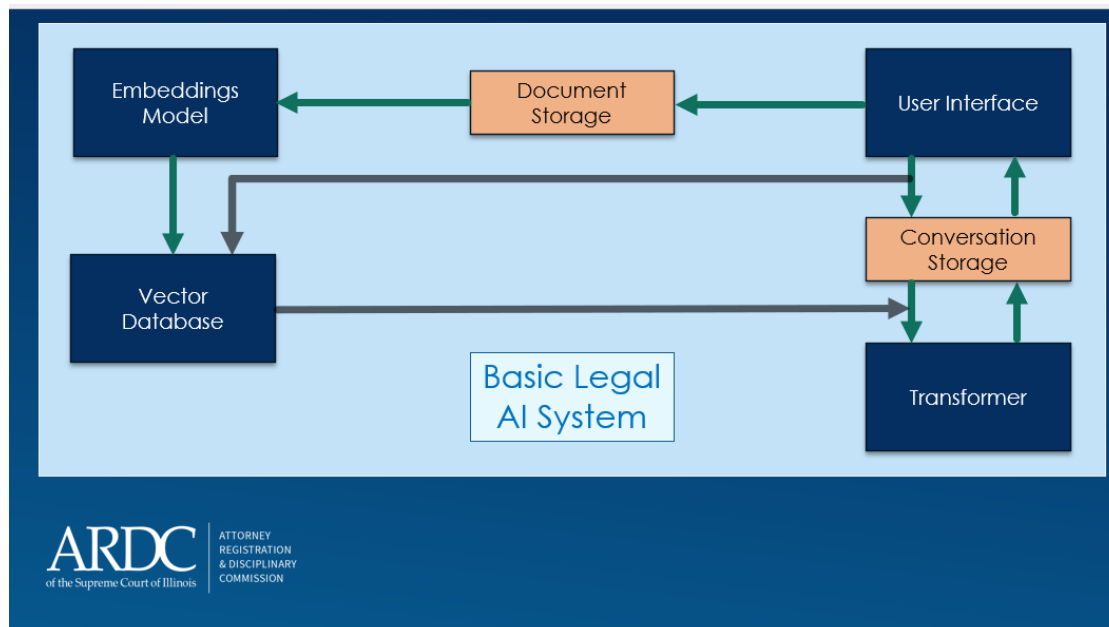 Embeddings
Model
Document
Storage
User Interface
Conversation
Storage
Vector
Database
Basic Legal
AI System
Transformer
ARDC
of the Supreme Court of Illinois
ATTORNEY
REGISTRATION
& DISCIPLINARY
COMMISSION